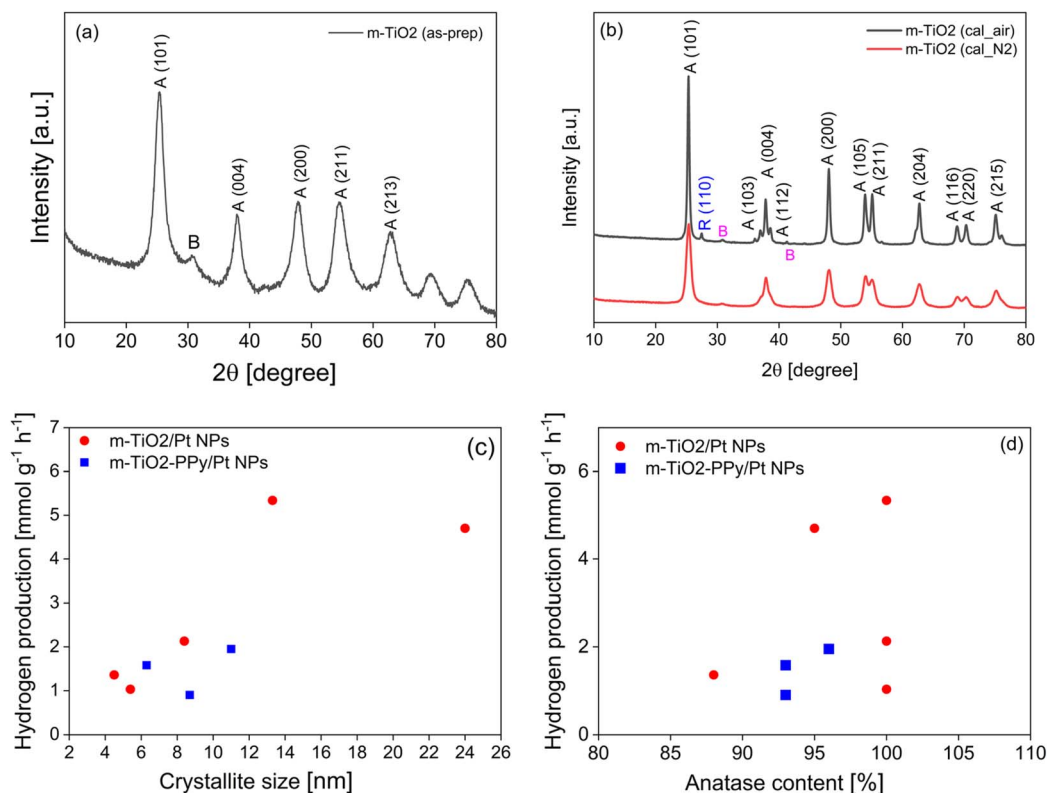 (a)
m-TiO2 (as-prep)
A (101)
B
A (004)
A (200)
A (211)
A (213)
Intensity [a.u.]
10 20 30 40 50 60 70 80
2θ [degree]
(b)
m-TiO2 (cal_air)
m-TiO2 (cal_N2)
A (101)
R (110)
B
A (103)
A (004)
A (112)
B
A (200)
A (105)
A (211)
A (204)
A (116)
A (220)
A (215)
Intensity [a.u.]
10 20 30 40 50 60 70 80
2θ [degree]
(c)
m-TiO2/Pt NPs
m-TiO2-PPy/Pt NPs
Hydrogen production [mmol g⁻¹ h⁻¹]
7
6
5
4
3
2
1
0
2 4 6 8 10 12 14 16 18 20 22 24 26
Crystallite size [nm]
(d)
m-TiO2/Pt NPs
m-TiO2-PPy/Pt NPs
Hydrogen production [mmol g⁻¹ h⁻¹]
6
4
2
0
80 85 90 95 100 105 110
Anatase content [%]